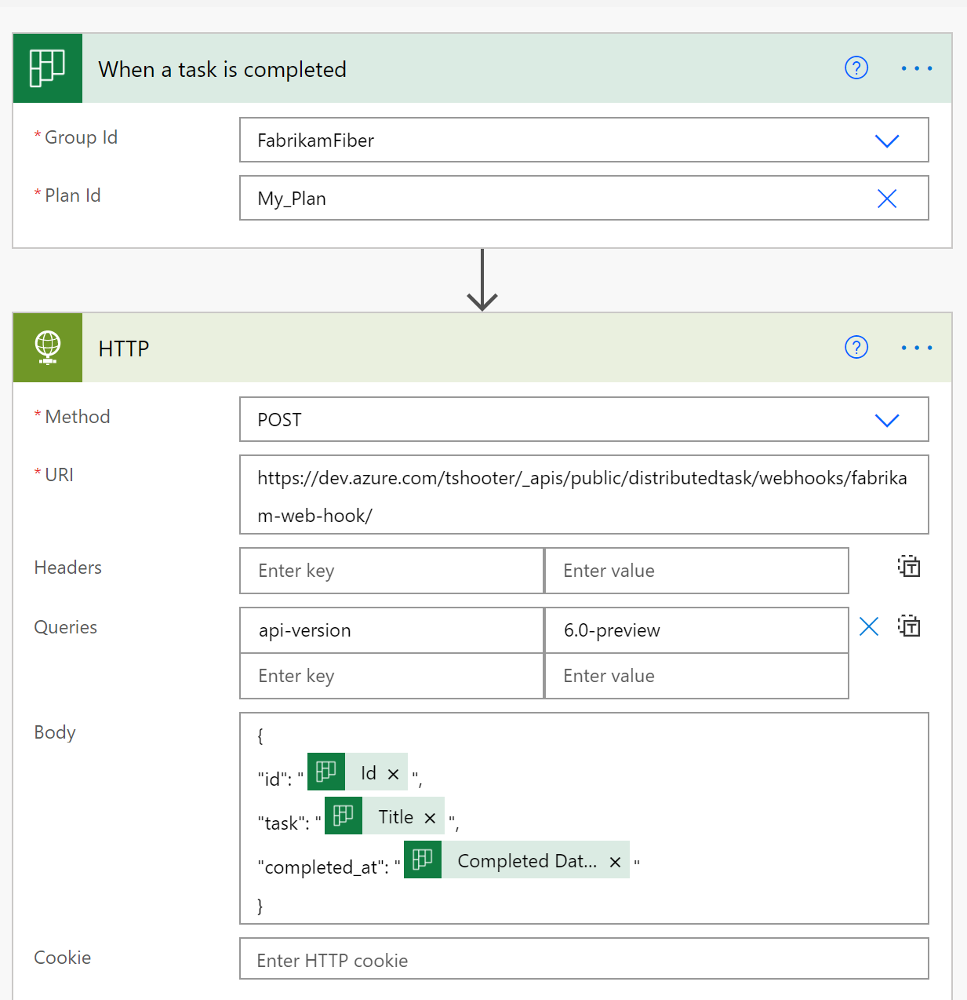 When a task is completed
?
* Group Id
FabrikamFiber
* Plan Id
My_Plan
HTTP
?
* Method
POST
* URI
https://dev.azure.com/tshooter/_apis/public/distributedtask/webhooks/fabrika
m-web-hook/
Headers
Enter key Enter value
Queries
api-version 6.0-preview
Enter key Enter value
Body
{
"id": " Id × ",
"task": " Title × ",
"completed_at": " Completed Dat... × "
}
Cookie
Enter HTTP cookie